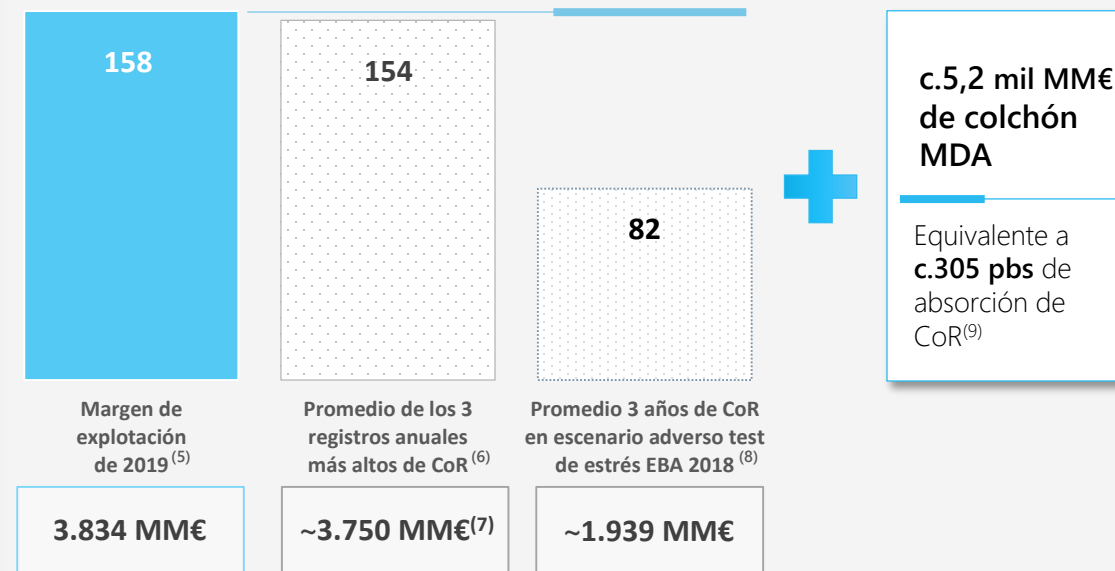 158
154
82
c.5,2 mil MM€
de colchón
MDA
Equivalente a
c.305 pbs de
absorción de
CoR(9)
Margen de
explotación
de 2019 (5)
Promedio de los 3
registros anuales
más altos de CoR (6)
Promedio 3 años de CoR
en escenario adverso test
de estrés EBA 2018 (8)
3.834 MM€
~3.750 MM€(7)
~1.939 MM€